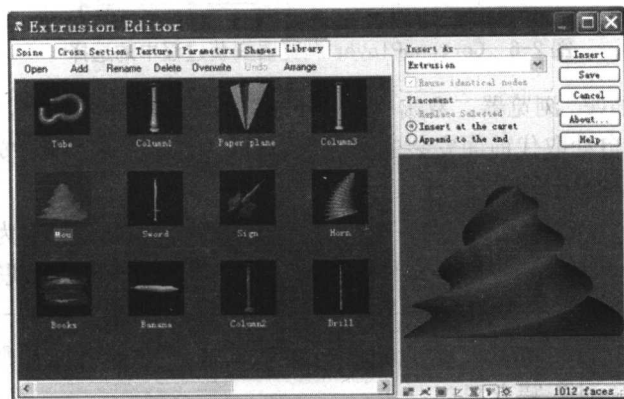 Extrusion Editor
Spine Cross Section Texture Parameters Shapes Library
Open Add Rename Delete Overwrite Undo Arrange
Tube Column1 Paper plane Column3
Sword Sign Horn
Books Banana Column2 Drill
Insert As
Extrusion
Reuse identical nodes
Placement
Replace Selected
Insert at the caret
Append to the end
Insert
Save
Cancel
About...
Help
1012 faces